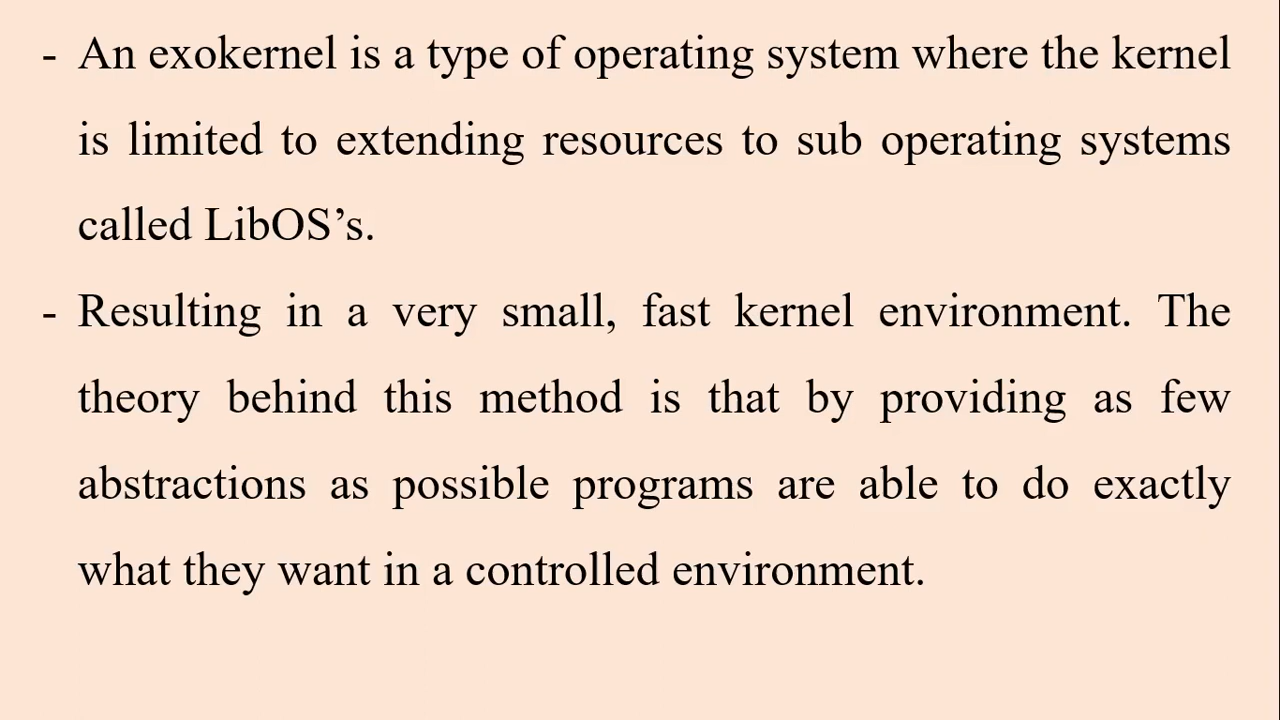 - An exokernel is a type of operating system where the kernel
is limited to extending resources to sub operating systems
called LibOS’s.
- Resulting in a very small, fast kernel environment. The
theory behind this method is that by providing as few
abstractions as possible programs are able to do exactly
what they want in a controlled environment.